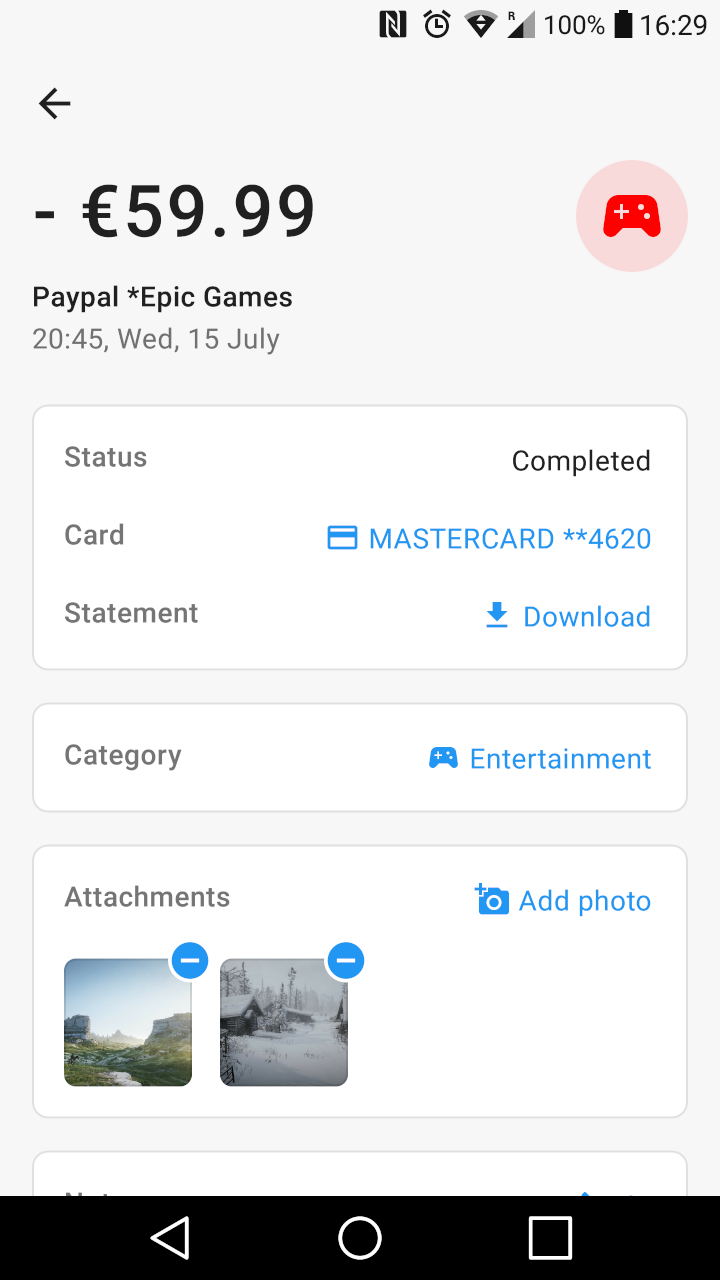 R 100% 16:29
- €59.99
Paypal *Epic Games
20:45, Wed, 15 July
Status Completed
Card MASTERCARD **4620
Statement Download
Category Entertainment
Attachments Add photo